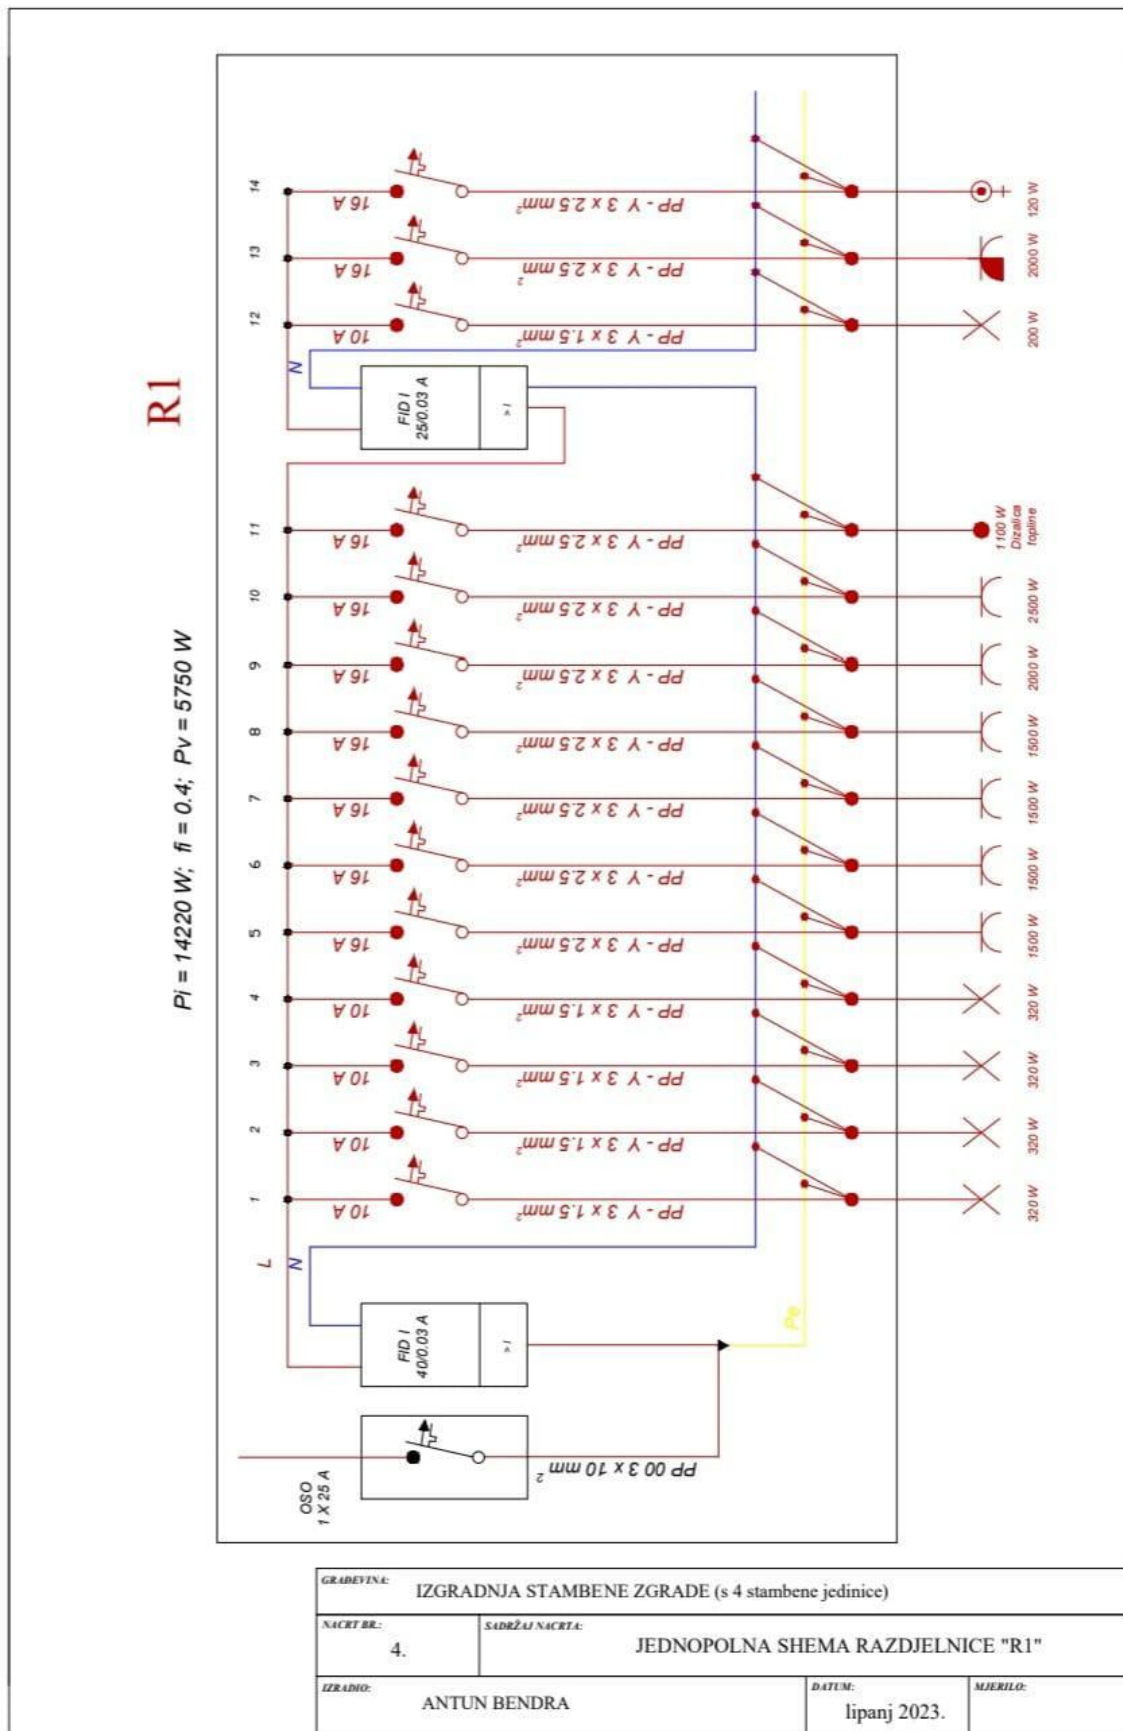 R1
Pi = 14220 W; fi = 0.4; Pv = 5750 W
OSO
1 X 25 A
PP 00 3 x 10 mm²
FID I
40/0.03 A
> I
L
N
Pe
1
10 A
PP - Y 3 x 1.5 mm²
320 W
2
10 A
PP - Y 3 x 1.5 mm²
320 W
3
10 A
PP - Y 3 x 1.5 mm²
320 W
4
10 A
PP - Y 3 x 1.5 mm²
320 W
5
16 A
PP - Y 3 x 2.5 mm²
1500 W
6
16 A
PP - Y 3 x 2.5 mm²
1500 W
7
16 A
PP - Y 3 x 2.5 mm²
1500 W
8
16 A
PP - Y 3 x 2.5 mm²
1500 W
9
16 A
PP - Y 3 x 2.5 mm²
2000 W
10
16 A
PP - Y 3 x 2.5 mm²
2500 W
11
16 A
PP - Y 3 x 2.5 mm²
1100 W
Dizalica
topline
FID I
25/0.03 A
> I
N
12
10 A
PP - Y 3 x 1.5 mm²
200 W
13
16 A
PP - Y 3 x 2.5 mm²
2000 W
14
16 A
PP - Y 3 x 2.5 mm²
120 W
GRAĐEVINA: IZGRADNJA STAMBENE ZGRADE (s 4 stambene jedinice)
NACRT BR.: SADRŽAJ NACRTA:
4. JEDNOPOLNA SHEMA RAZDJELNICE "R1"
IZRADIO: DATUM: MJERILO:
ANTUN BENDRA lipanj 2023.